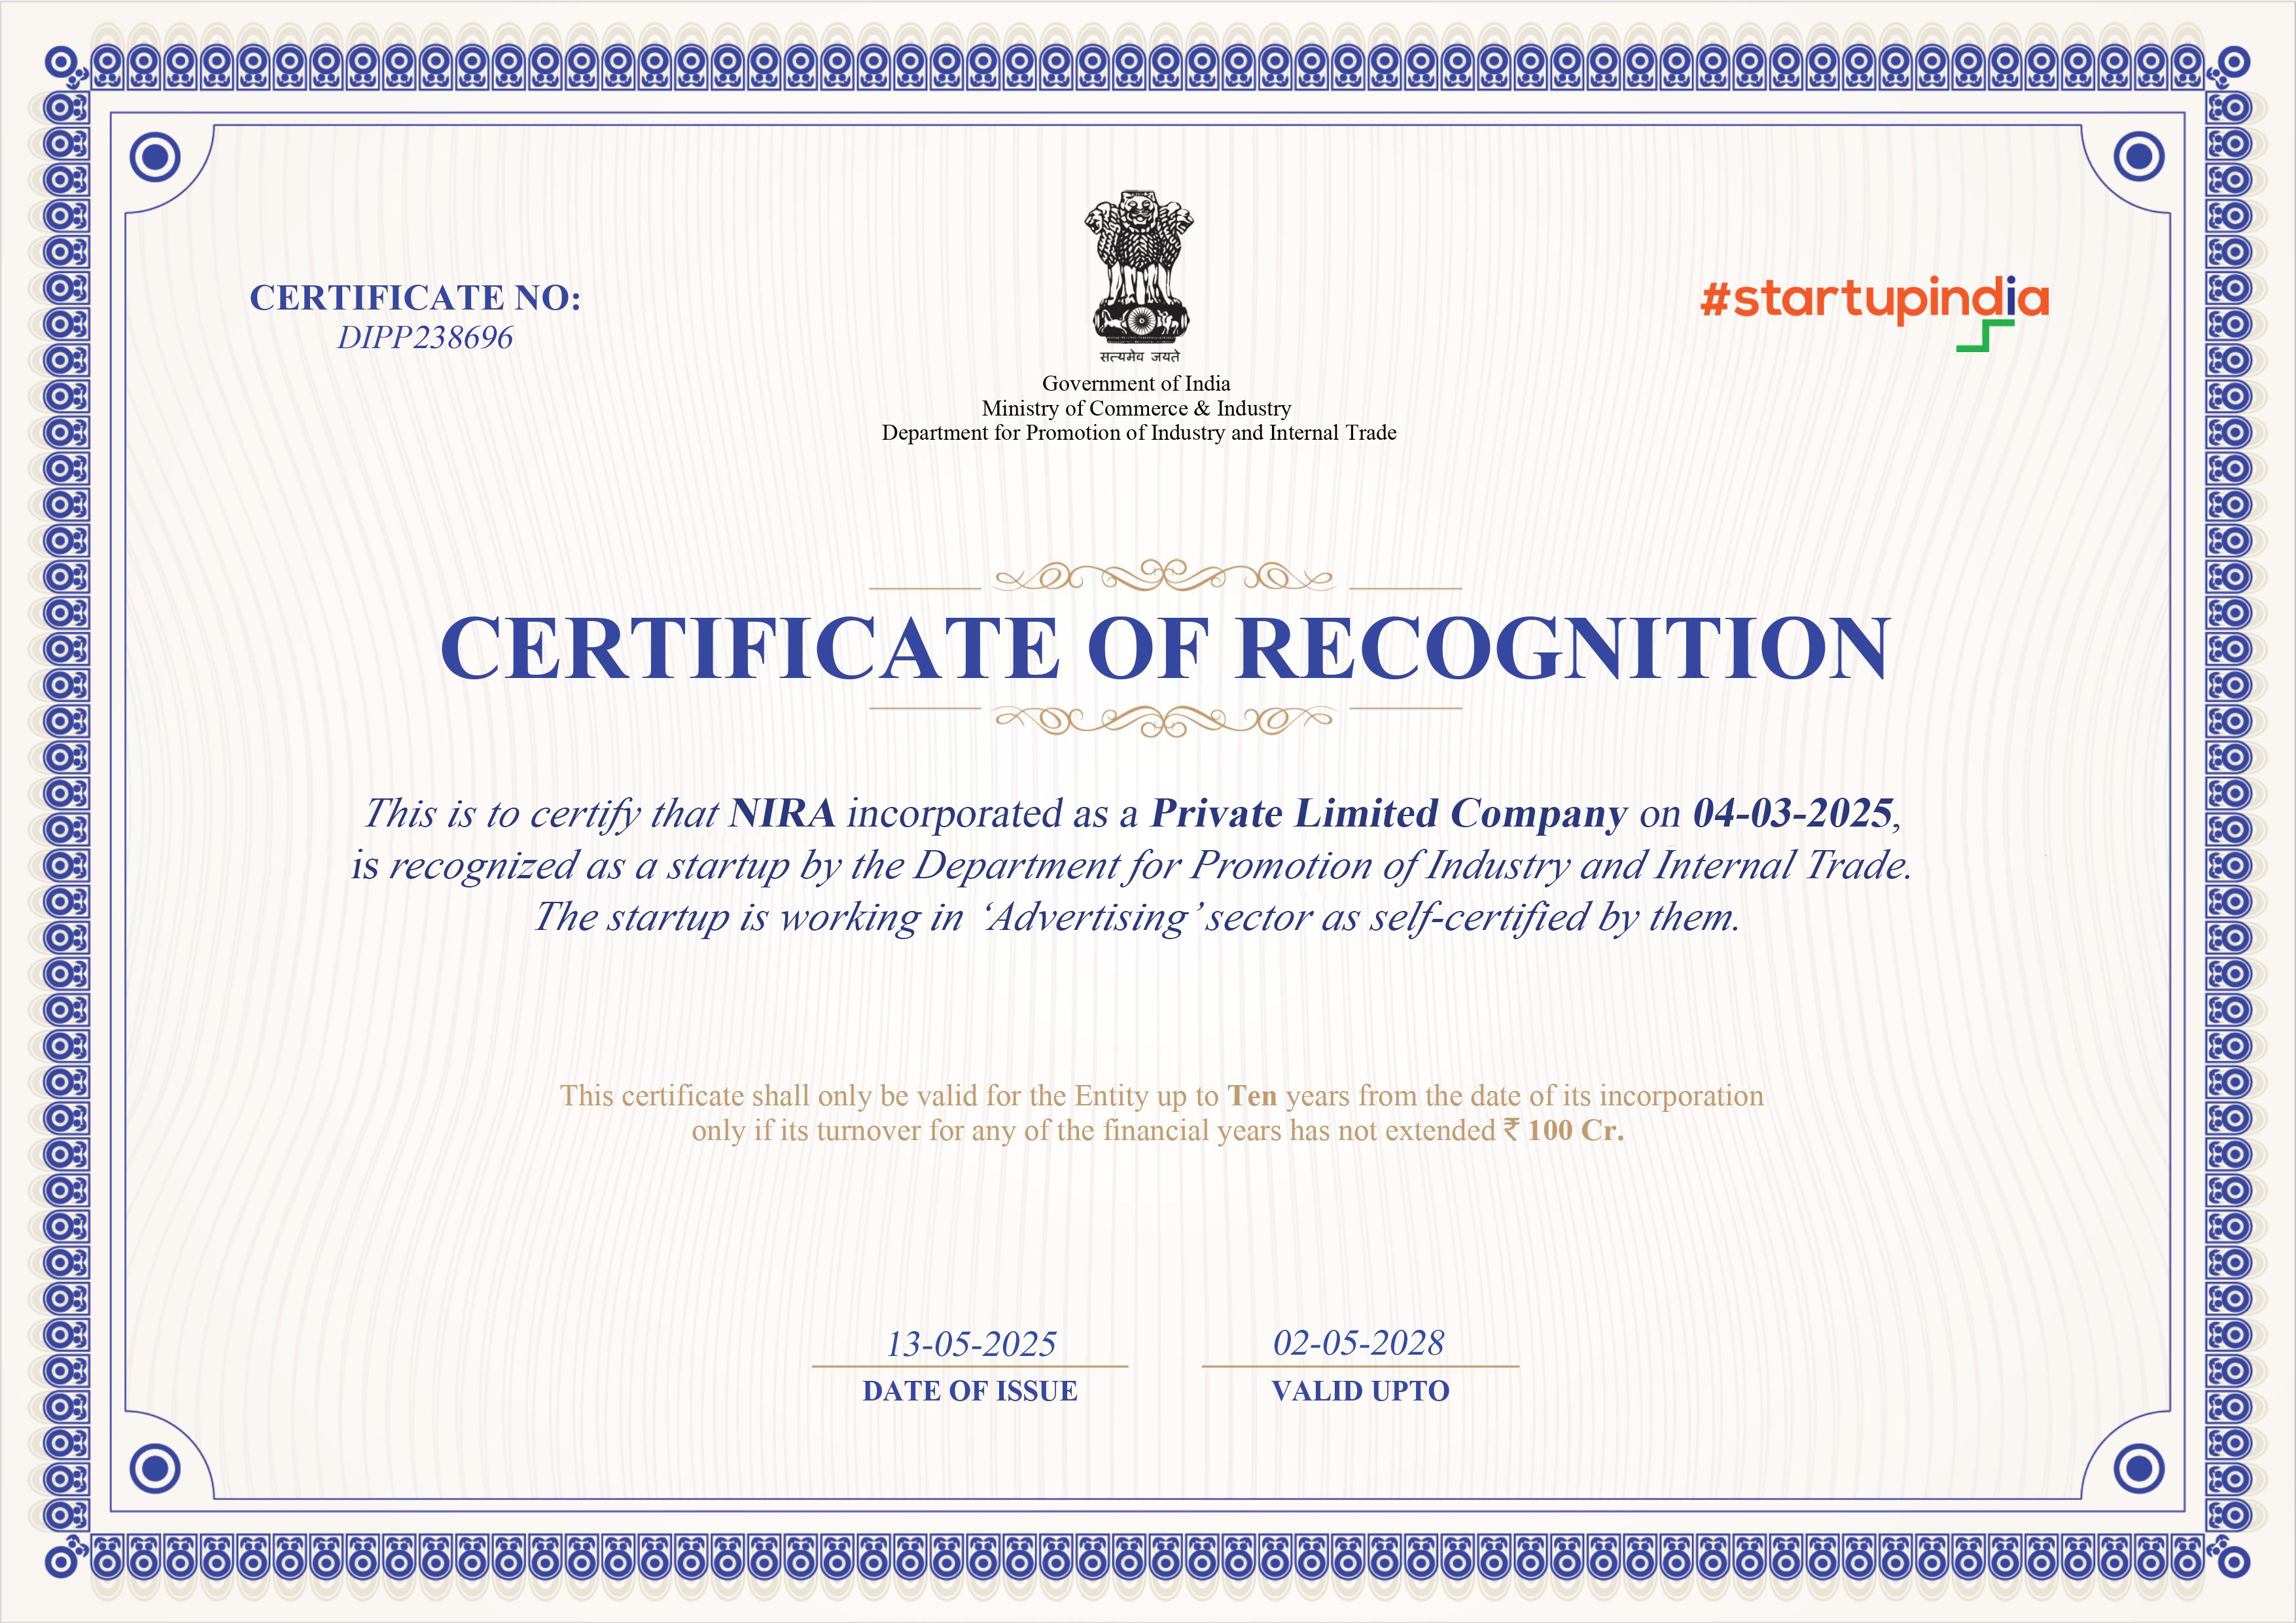 CERTIFICATE NO:
DIPP238696
सत्यमेव जयते
#startupindia
Government of India
Ministry of Commerce & Industry
Department for Promotion of Industry and Internal Trade
CERTIFICATE OF RECOGNITION
This is to certify that NIRA incorporated as a Private Limited Company on 04-03-2025,
is recognized as a startup by the Department for Promotion of Industry and Internal Trade.
The startup is working in ‘Advertising’ sector as self-certified by them.
This certificate shall only be valid for the Entity up to Ten years from the date of its incorporation
only if its turnover for any of the financial years has not extended ₹ 100 Cr.
13-05-2025
DATE OF ISSUE
02-05-2028
VALID UPTO